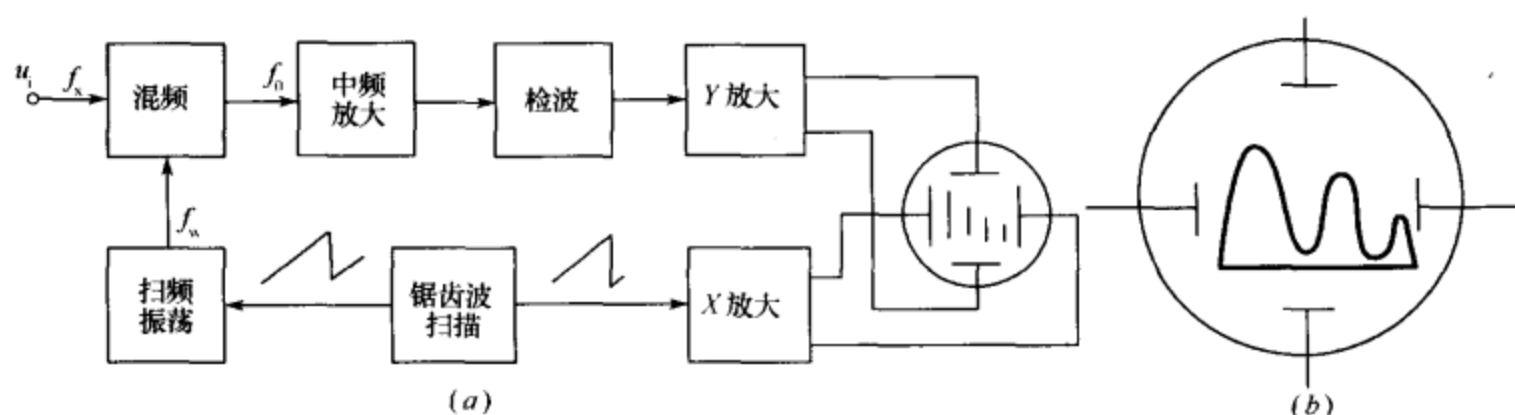 u_i
f_x
混频
f_0
中频
放大
检波
Y 放大
f_w
扫频
振荡
锯齿波
扫描
X 放大
(a)
(b)